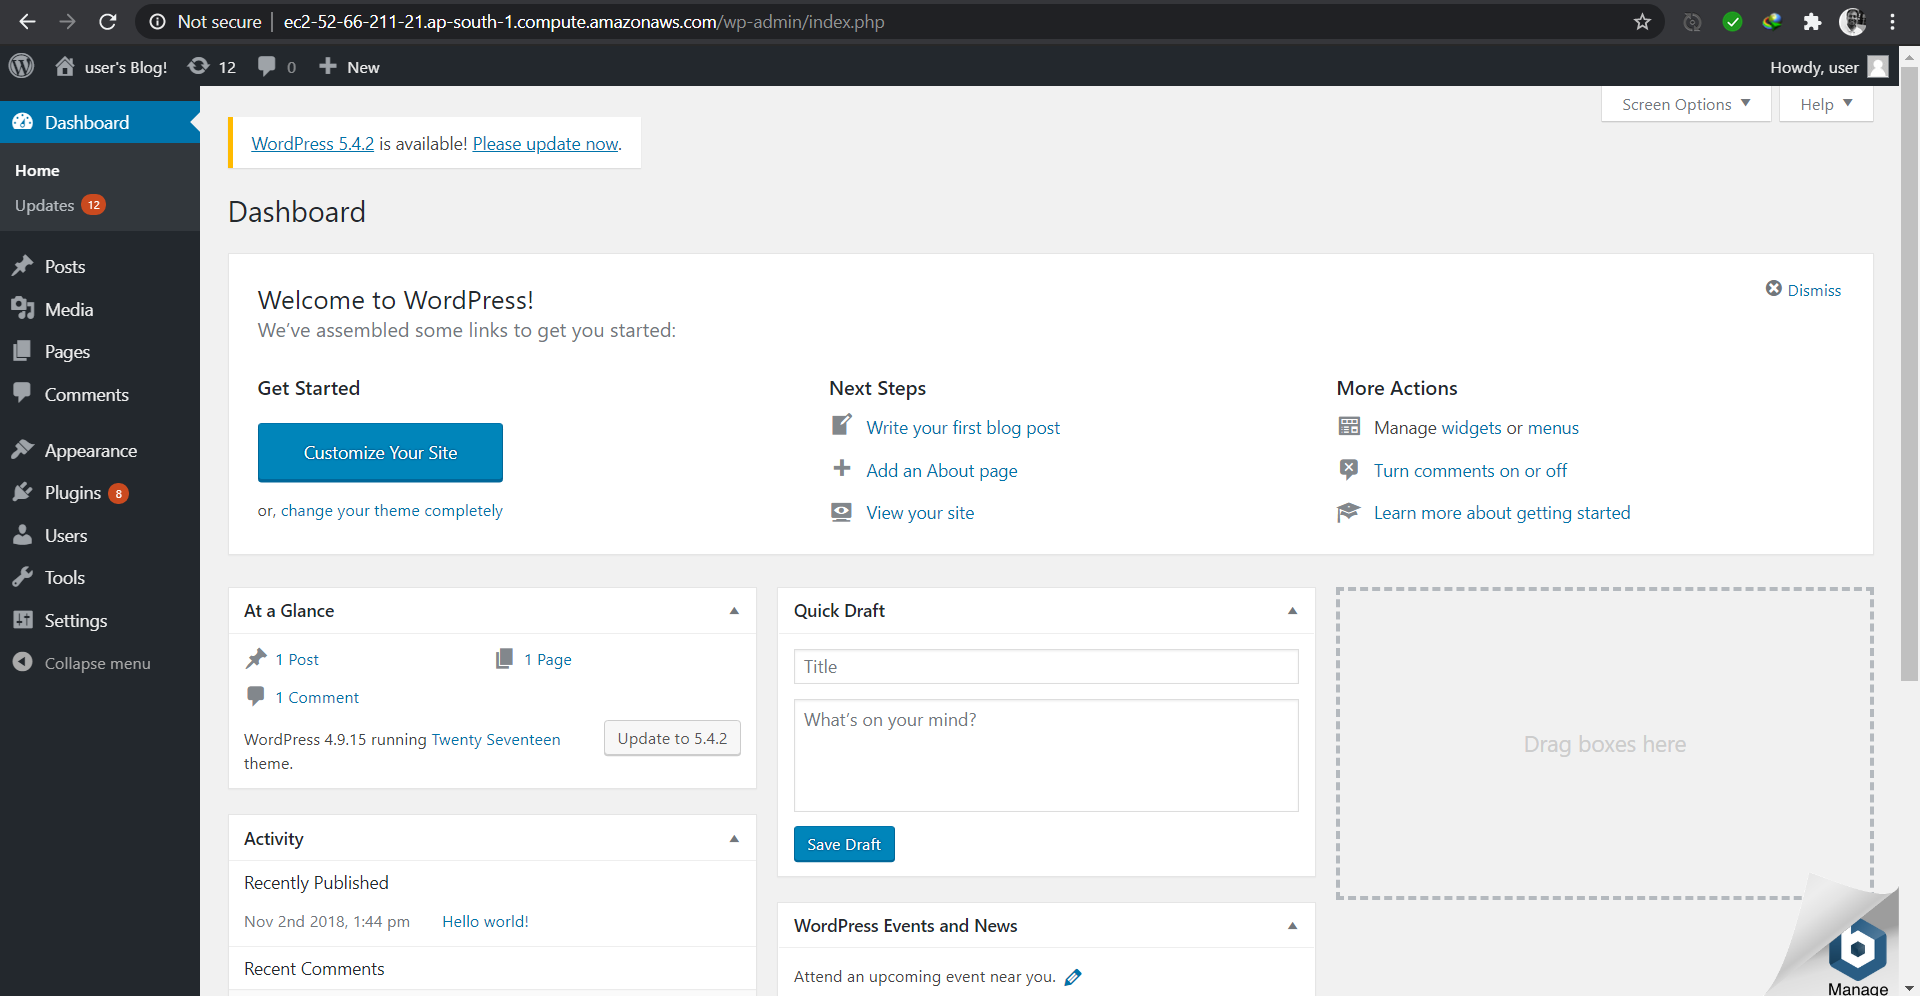 Not secure | ec2-52-66-211-21.ap-south-1.compute.amazonaws.com/wp-admin/index.php
user's Blog! 12 0 New
Howdy, user
Screen Options
Help
Dashboard
Home
Updates 12
Posts
Media
Pages
Comments
Appearance
Plugins 8
Users
Tools
Settings
Collapse menu
WordPress 5.4.2 is available! Please update now.
Dashboard
Welcome to WordPress!
We’ve assembled some links to get you started:
Dismiss
Get Started
Customize Your Site
or, change your theme completely
Next Steps
Write your first blog post
Add an About page
View your site
More Actions
Manage widgets or menus
Turn comments on or off
Learn more about getting started
At a Glance
1 Post
1 Page
1 Comment
WordPress 4.9.15 running Twenty Seventeen
theme.
Update to 5.4.2
Activity
Recently Published
Nov 2nd 2018, 1:44 pm Hello world!
Recent Comments
Quick Draft
Title
What’s on your mind?
Save Draft
WordPress Events and News
Attend an upcoming event near you.
Drag boxes here
b
Manage